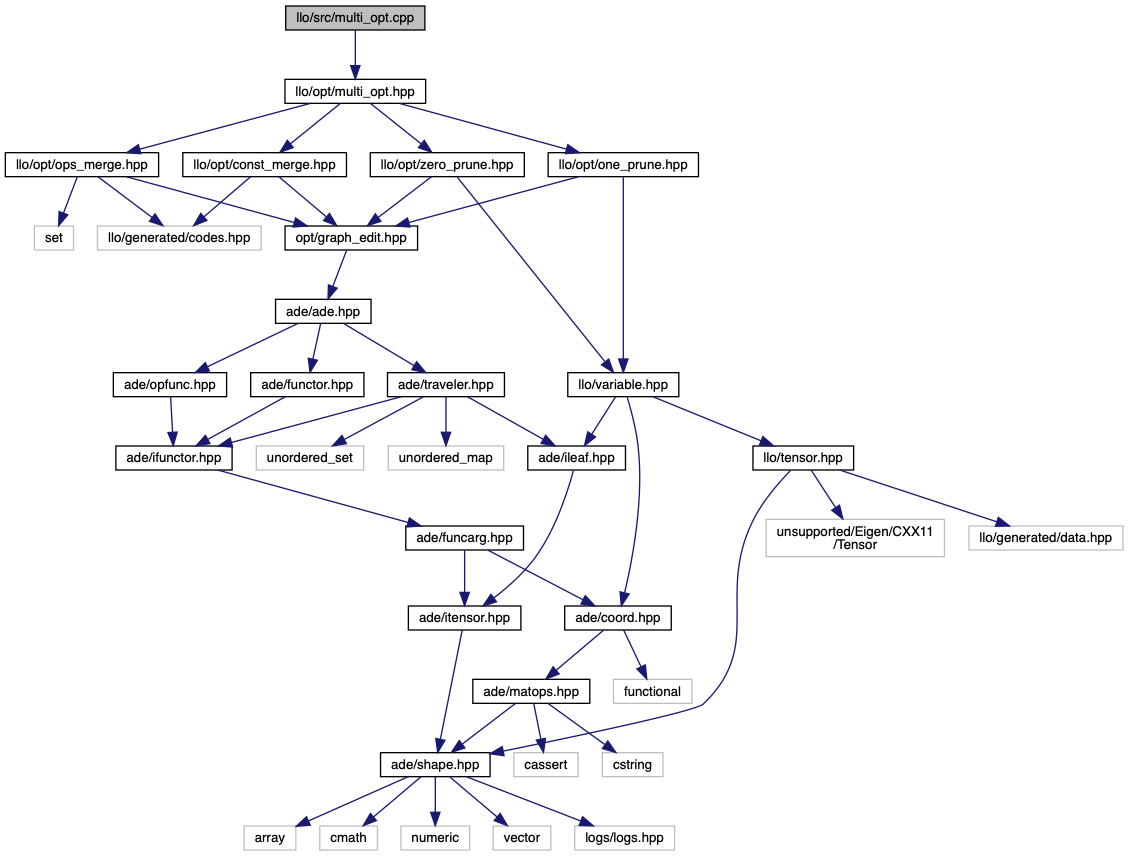 llo/src/multi_opt.cpp
llo/opt/multi_opt.hpp
llo/opt/ops_merge.hpp
llo/opt/const_merge.hpp
llo/opt/zero_prune.hpp
llo/opt/one_prune.hpp
set
llo/generated/codes.hpp
opt/graph_edit.hpp
ade/ade.hpp
ade/opfunc.hpp
ade/functor.hpp
ade/traveler.hpp
llo/variable.hpp
ade/ifunctor.hpp
unordered_set
unordered_map
ade/ileaf.hpp
llo/tensor.hpp
ade/funcarg.hpp
unsupported/Eigen/CXX11
/Tensor
llo/generated/data.hpp
ade/itensor.hpp
ade/coord.hpp
ade/matops.hpp
functional
ade/shape.hpp
cassert
cstring
array
cmath
numeric
vector
logs/logs.hpp